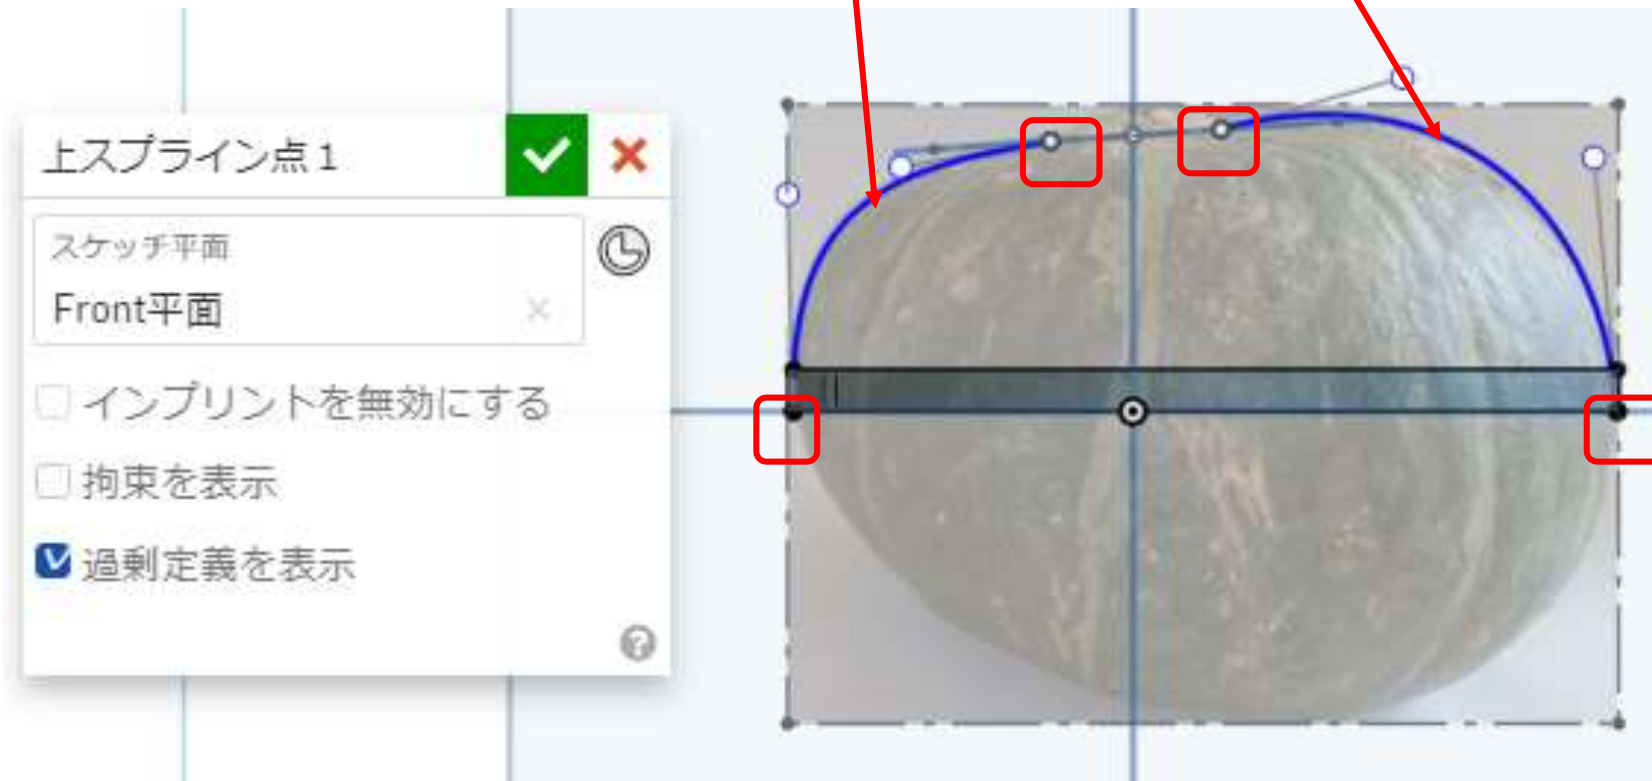 上スプライン点 1
スケッチ平面
Front平面
インプリントを無効にする
拘束を表示
過剰定義を表示